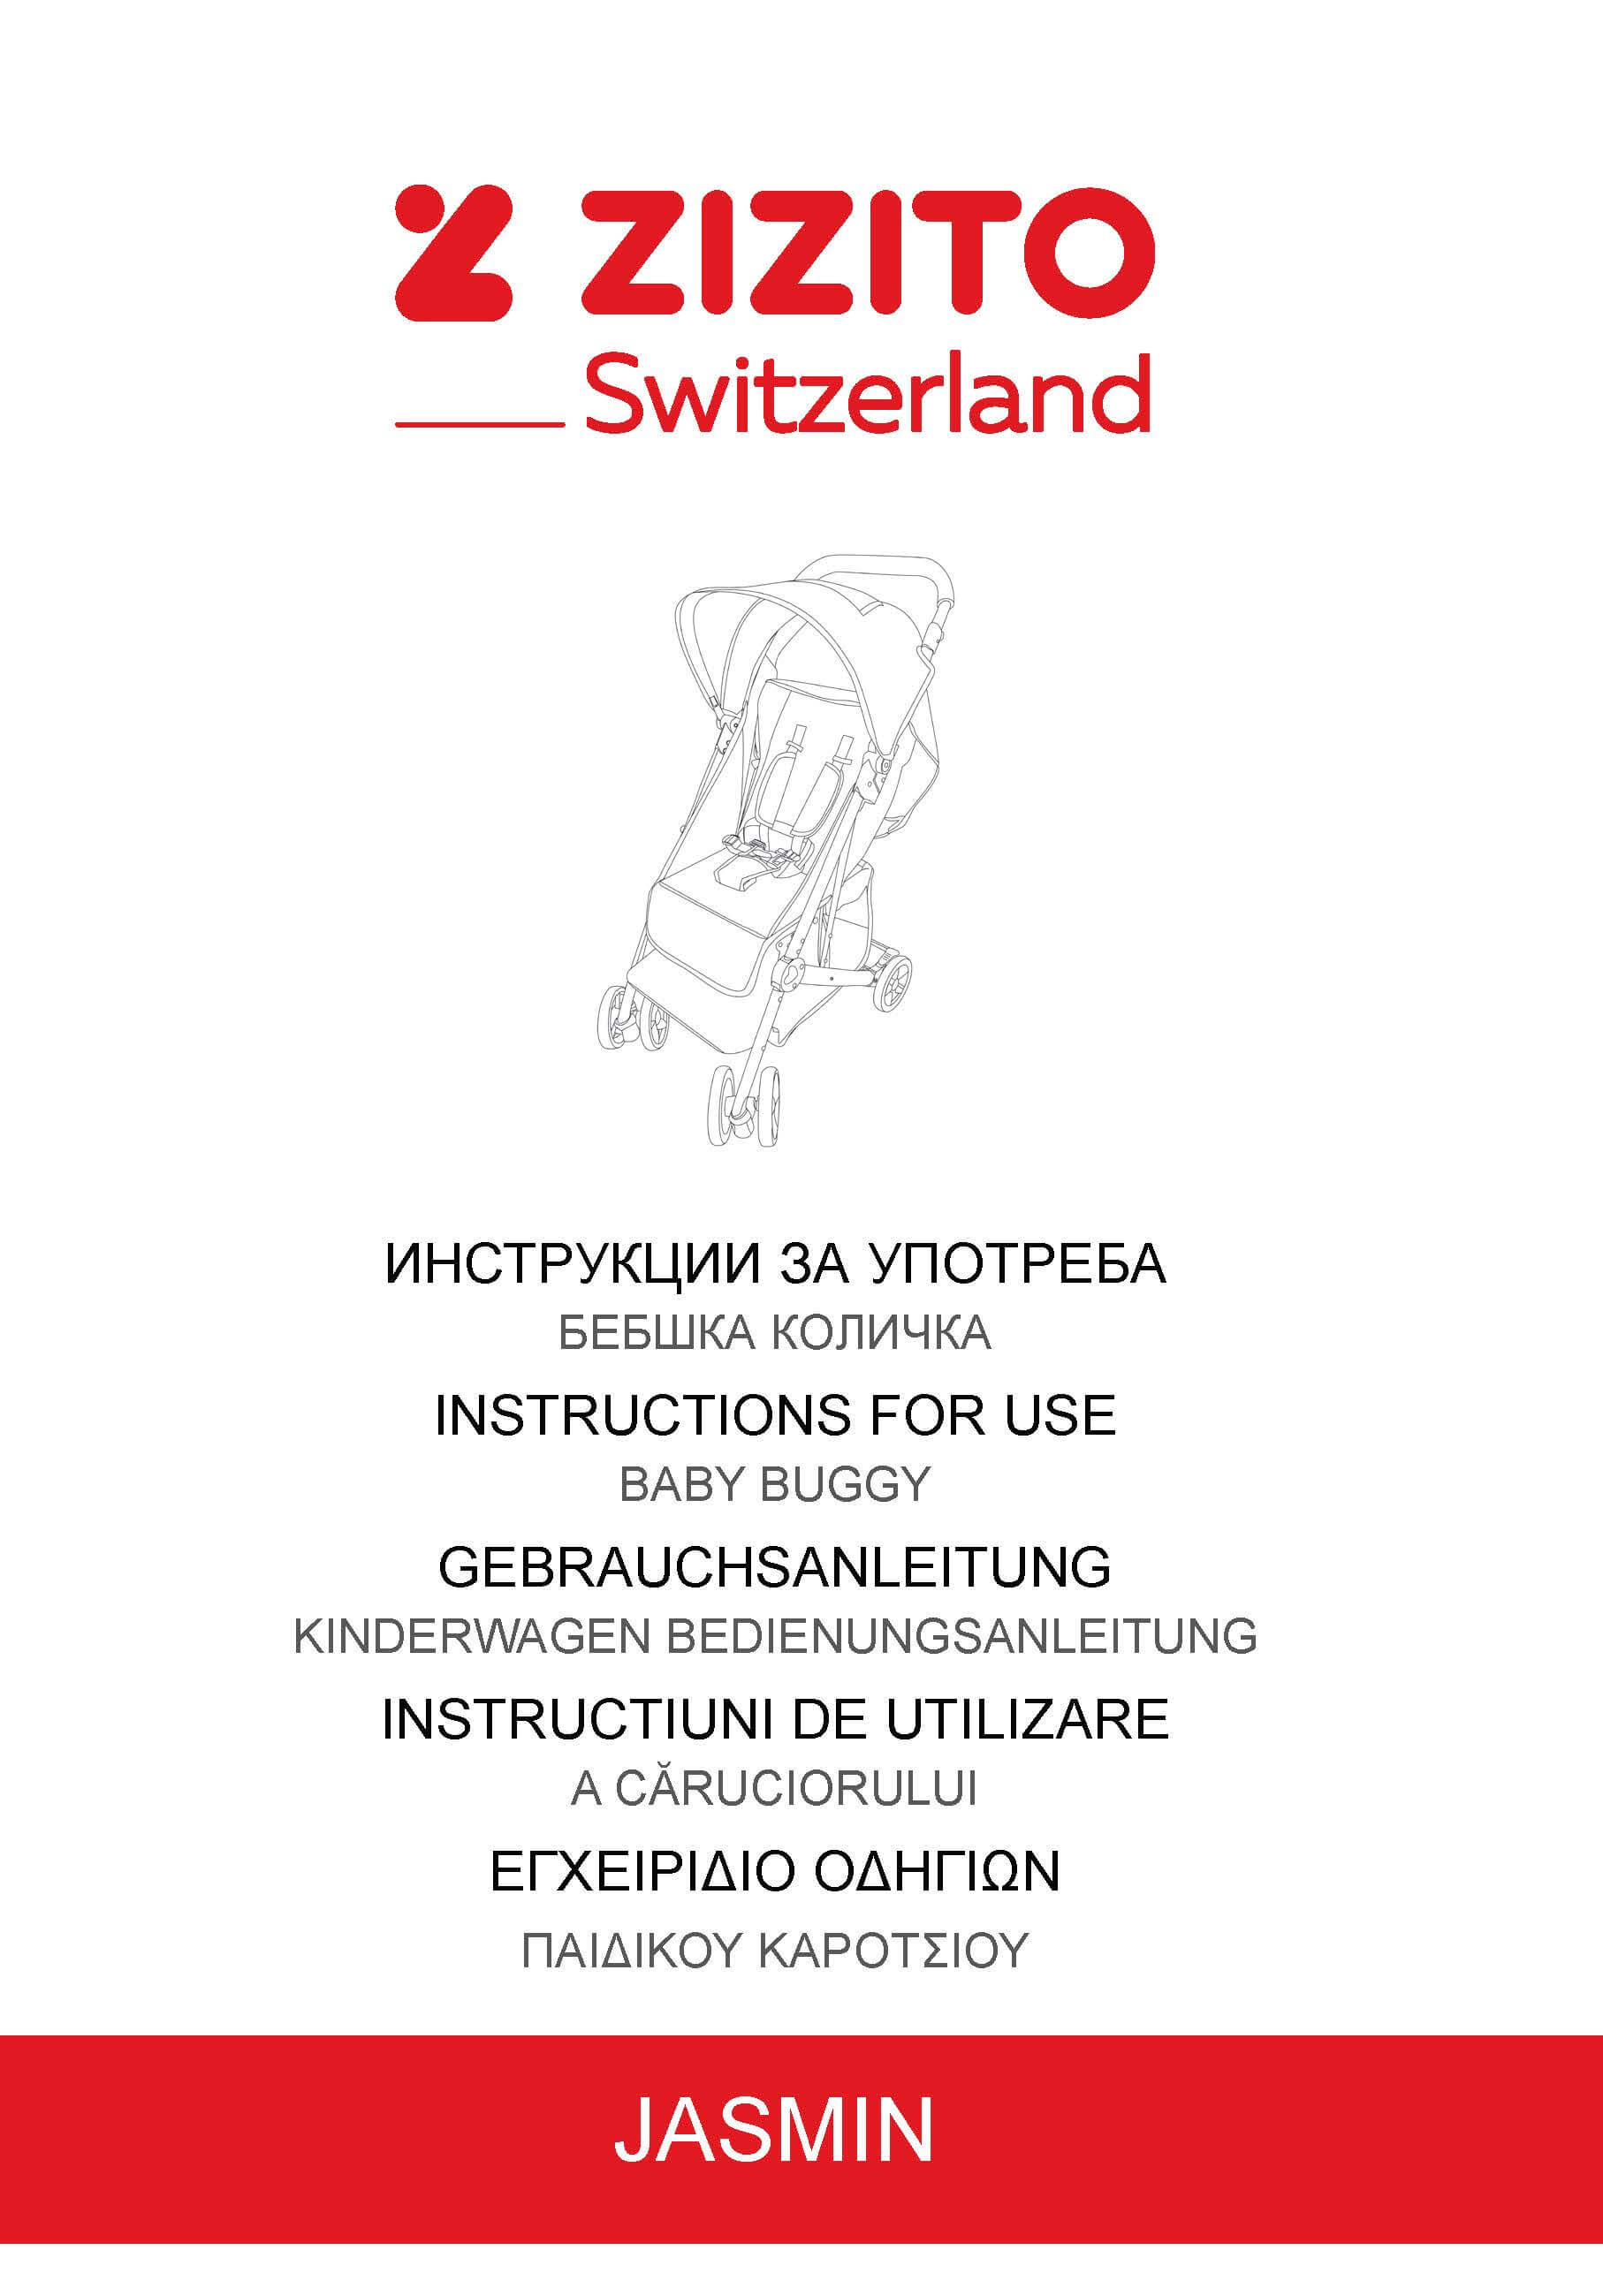 ZIZITO
Switzerland
ИНСТРУКЦИИ ЗА УПОТРЕБА
БЕБШКА КОЛИЧКА
INSTRUCTIONS FOR USE
BABY BUGGY
GEBRAUCHSANLEITUNG
KINDERWAGEN BEDIENUNGSANLEITUNG
INSTRUCTIUNI DE UTILIZARE
A CĂRUCIORULUI
ΕΓΧΕΙΡΙΔΙΟ ΟΔΗΓΙΩΝ
ΠΑΙΔΙΚΟΥ ΚΑΡΟΤΣΙΟΥ
JASMIN